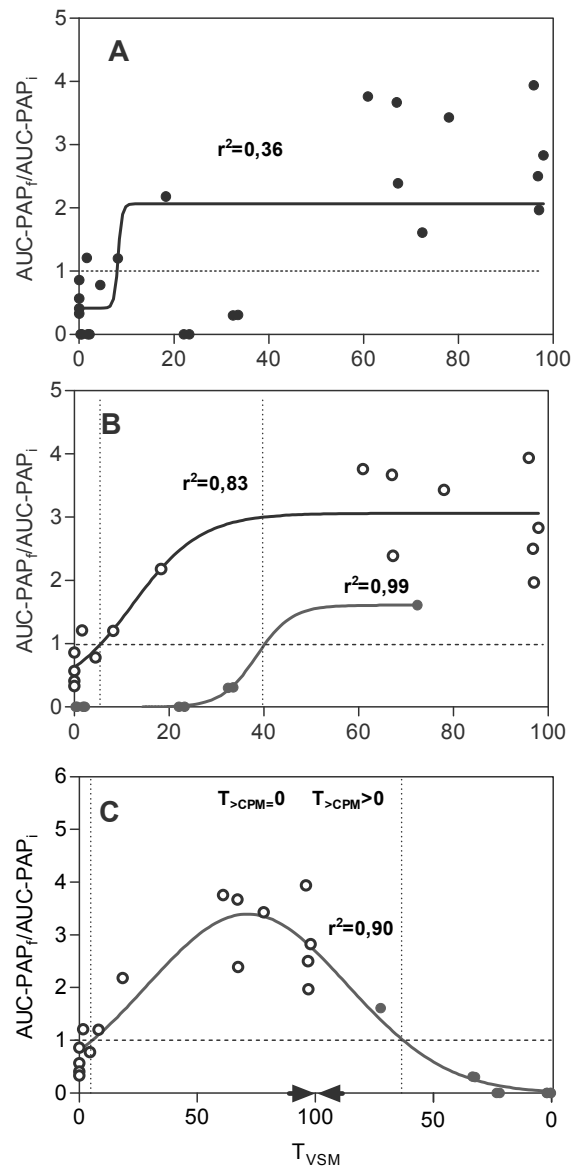 A
AUC-PAPf/AUC-PAPi
5
4
3
2
1
0
r²=0,36
0 20 40 60 80 100
B
AUC-PAPf/AUC-PAPi
5
4
3
2
1
0
r²=0,83
r²=0,99
0 20 40 60 80 100
C
AUC-PAPf/AUC-PAPi
6
5
4
3
2
1
0
T>CPM=0 T>CPM>0
r²=0,90
0 50 100 50 0
TVSM